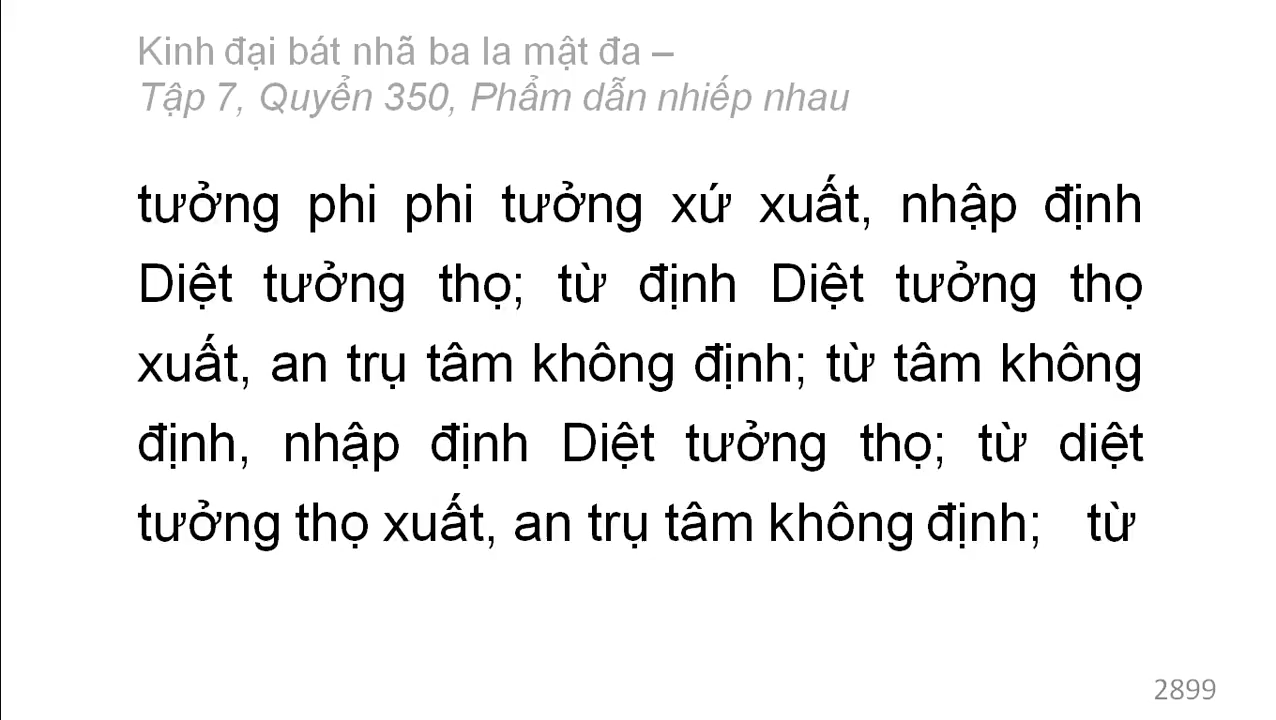 Kinh đại bát nhã ba la mật đa –
Tập 7, Quyển 350, Phẩm dẫn nhiếp nhau
tưởng phi phi tưởng xứ xuất, nhập định
Diệt tưởng thọ; từ định Diệt tưởng thọ
xuất, an trụ tâm không định; từ tâm không
định, nhập định Diệt tưởng thọ; từ diệt
tưởng thọ xuất, an trụ tâm không định; từ
2899